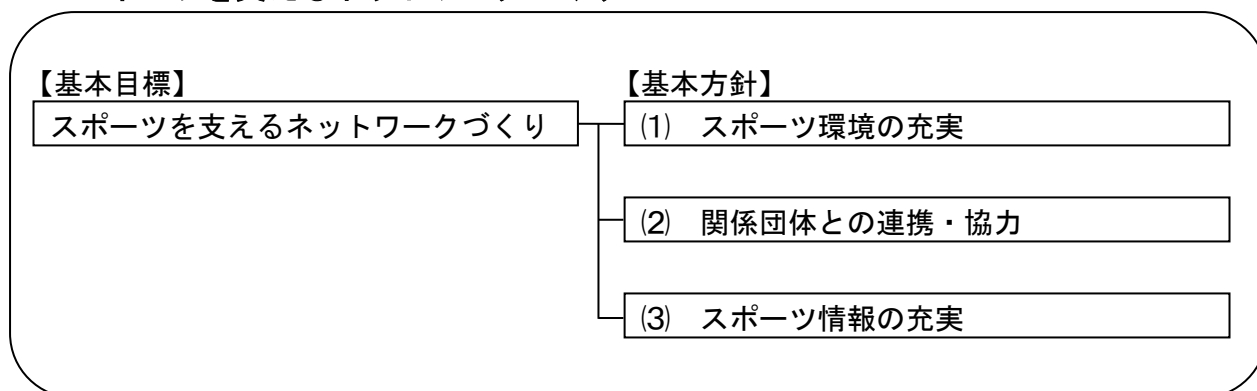 【基本目標】
スポーツを支えるネットワークづくり
【基本方針】
⑴ スポーツ環境の充実
⑵ 関係団体との連携・協力
⑶ スポーツ情報の充実